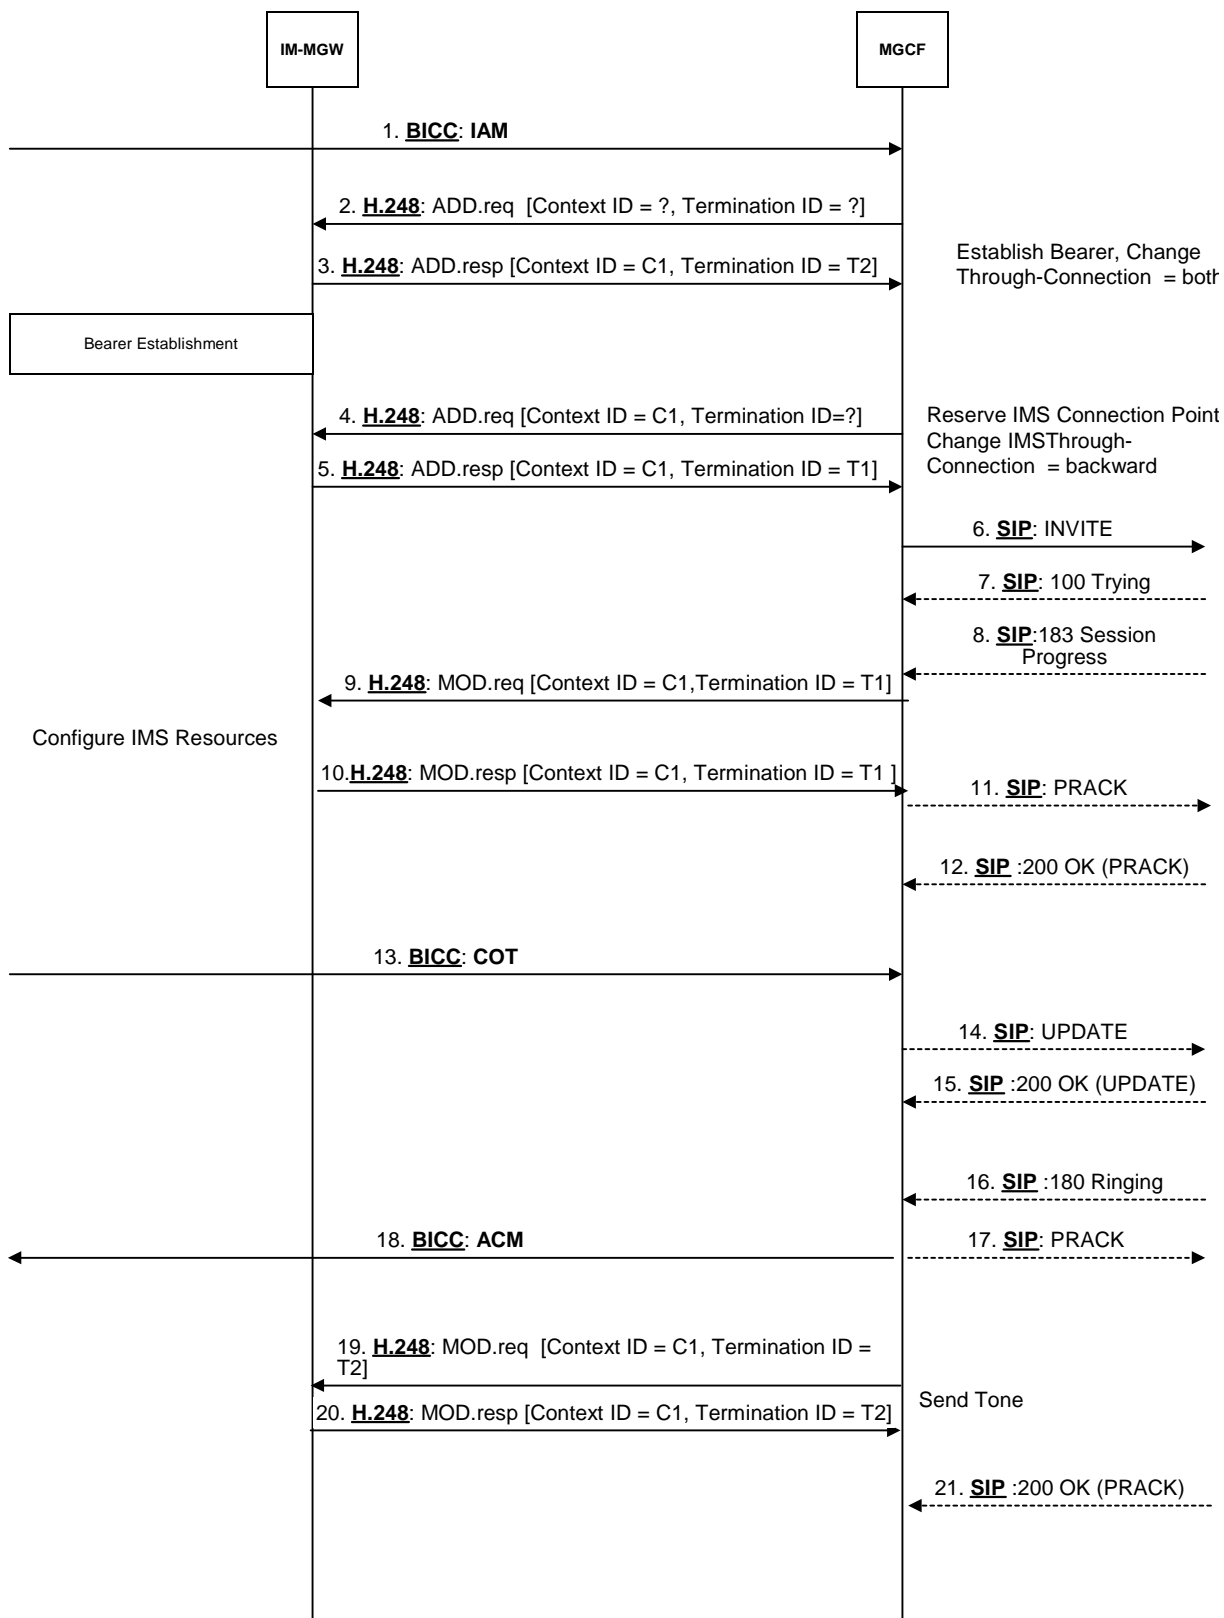 IM-MGW
MGCF
1. BICC: IAM
2. H.248: ADD.req [Context ID = ?, Termination ID = ?]
3. H.248: ADD.resp [Context ID = C1, Termination ID = T2]
Establish Bearer, Change
Through-Connection = both
Bearer Establishment
4. H.248: ADD.req [Context ID = C1, Termination ID=?]
5. H.248: ADD.resp [Context ID = C1, Termination ID = T1]
Reserve IMS Connection Point
Change IMSThrough-
Connection = backward
6. SIP: INVITE
7. SIP: 100 Trying
8. SIP:183 Session
Progress
9. H.248: MOD.req [Context ID = C1,Termination ID = T1]
Configure IMS Resources
10.H.248: MOD.resp [Context ID = C1, Termination ID = T1 ]
11. SIP: PRACK
12. SIP :200 OK (PRACK)
13. BICC: COT
14. SIP: UPDATE
15. SIP :200 OK (UPDATE)
16. SIP :180 Ringing
18. BICC: ACM
17. SIP: PRACK
19. H.248: MOD.req [Context ID = C1, Termination ID =
T2]
20. H.248: MOD.resp [Context ID = C1, Termination ID = T2]
Send Tone
21. SIP :200 OK (PRACK)